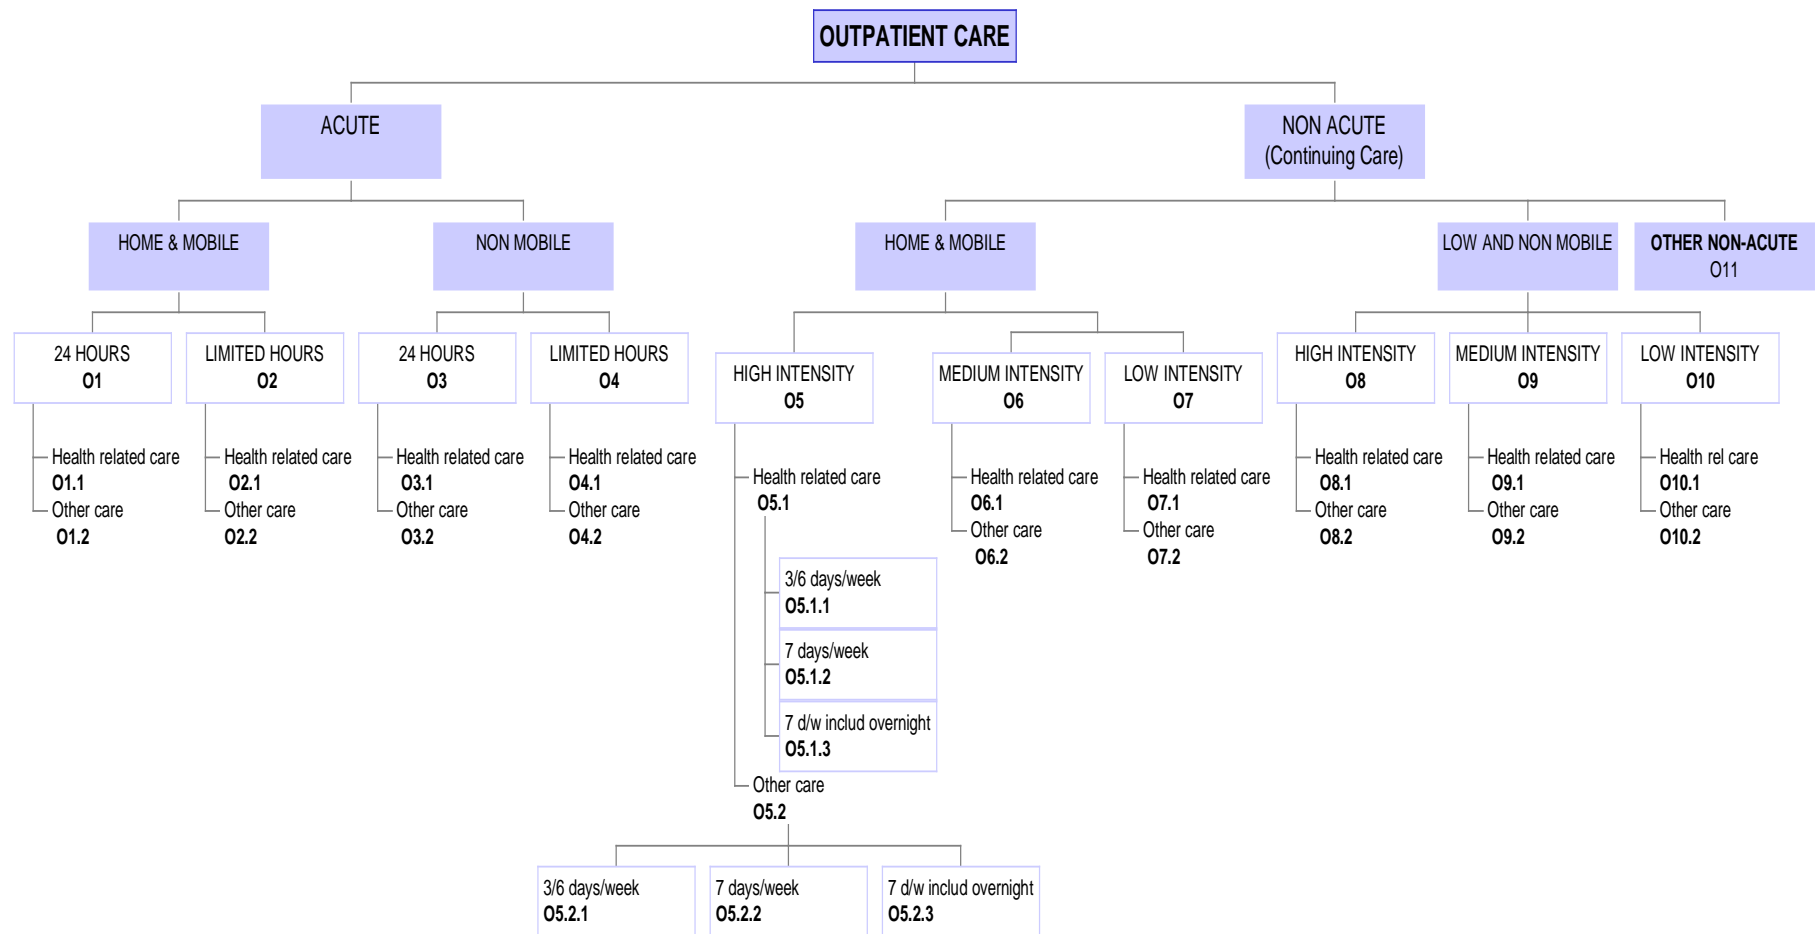 OUTPATIENT CARE
ACUTE
NON ACUTE
(Continuing Care)
HOME & MOBILE
NON MOBILE
HOME & MOBILE
LOW AND NON MOBILE
OTHER NON-ACUTE
O11
24 HOURS
O1
LIMITED HOURS
O2
24 HOURS
O3
LIMITED HOURS
O4
HIGH INTENSITY
O5
MEDIUM INTENSITY
O6
LOW INTENSITY
O7
HIGH INTENSITY
O8
MEDIUM INTENSITY
O9
LOW INTENSITY
O10
Health related care
O1.1
Other care
O1.2
Health related care
O2.1
Other care
O2.2
Health related care
O3.1
Other care
O3.2
Health related care
O4.1
Other care
O4.2
Health related care
O5.1
3/6 days/week
O5.1.1
7 days/week
O5.1.2
7 d/w includ overnight
O5.1.3
Other care
O5.2
3/6 days/week
O5.2.1
7 days/week
O5.2.2
7 d/w includ overnight
O5.2.3
Health related care
O6.1
Other care
O6.2
Health related care
O7.1
Other care
O7.2
Health related care
O8.1
Other care
O8.2
Health related care
O9.1
Other care
O9.2
Health rel care
O10.1
Other care
O10.2